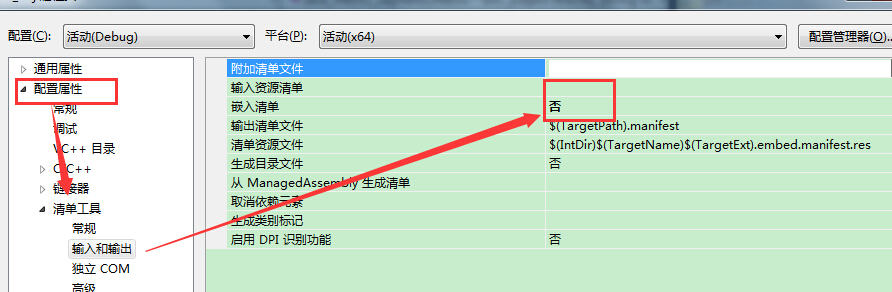 配置(C):
活动(Debug)
平台(P):
活动(x64)
配置管理器(O)...
通用属性
配置属性
常规
调试
VC++ 目录
C/C++
链接器
清单工具
常规
输入和输出
独立 COM
高级
附加清单文件
输入资源清单
嵌入清单
否
输出清单文件
$(TargetPath).manifest
清单资源文件
$(IntDir)$(TargetName)$(TargetExt).embed.manifest.res
生成目录文件
否
从 ManagedAssembly 生成清单
取消依赖元素
生成类别标记
启用 DPI 识别功能
否